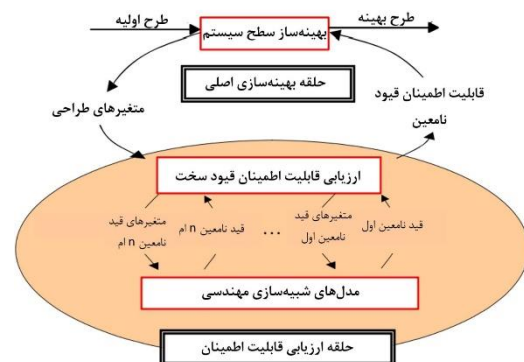 طرح اولیه
بهینه‌ساز سطح سیستم
طرح بهینه
حلقه بهینه‌سازی اصلی
متغیرهای طراحی
قابلیت اطمینان قیود
نامعین
ارزیابی قابلیت اطمینان قیود سخت
قید نامعین اول
متغیرهای قید
نامعین اول
...
قید نامعین n ام
متغیرهای قید
نامعین n ام
مدل‌های شبیه‌سازی مهندسی
حلقه ارزیابی قابلیت اطمینان